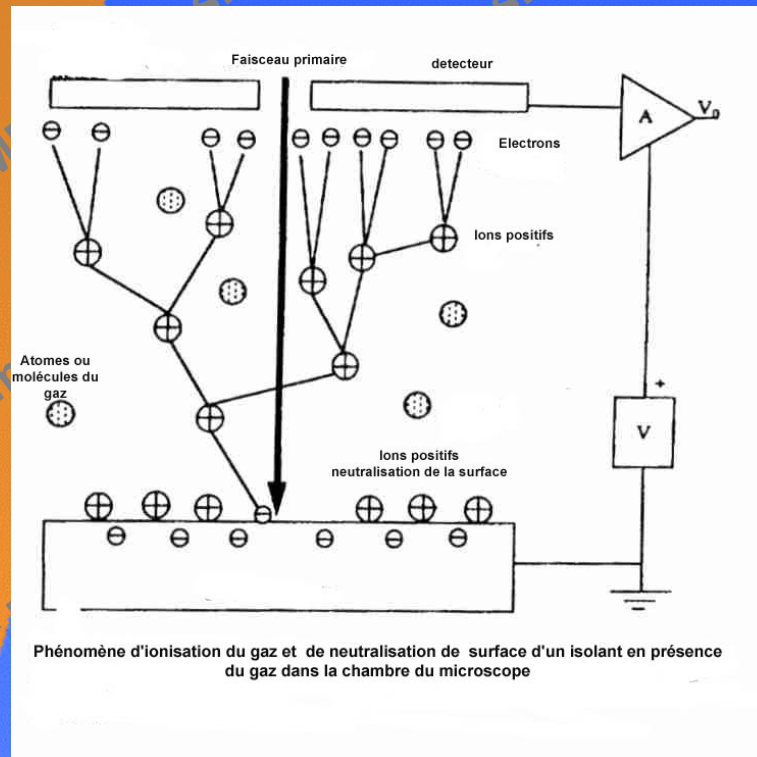 Faisceau primaire
detecteur
A
V₀
Electrons
Ions positifs
Atomes ou
molécules du
gaz
+
V
Ions positifs
neutralisation de la surface
Phénomène d'ionisation du gaz et de neutralisation de surface d'un isolant en présence
du gaz dans la chambre du microscope